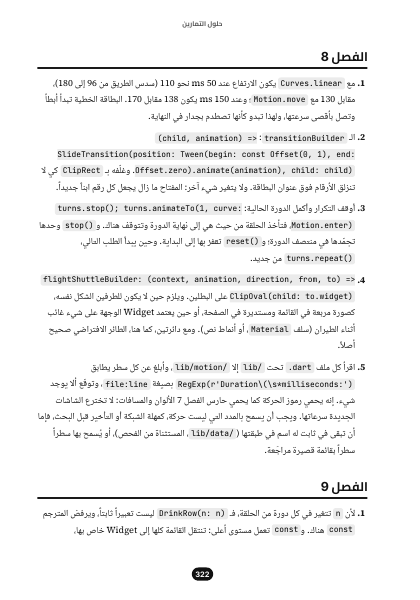 حلول التمارين
الفصل 8
1. مع Curves.linear يكون الارتفاع عند 50 ms نحو 110 (سدس الطريق من 96 إلى 180)،
مقابل 130 مع Motion.move؛ وعند 150 ms يكون 138 مقابل 170. البطاقة الخطية تبدأ أبطأ
وتصل بأقصى سرعتها، ولهذا تبدو كأنها تصطدم بجدار في النهاية.
2. الـ transitionBuilder: (child, animation) =>
SlideTransition(position: Tween(begin: const Offset(0, 1), end:
Offset.zero).animate(animation), child: child). وغلّفه بـ ClipRect كي لا
تنزلق الأرقام فوق عنوان البطاقة. ولا يتغير شيء آخر: المفتاح ما زال يجعل كل رقم ابناً جديداً.
3. أوقف التكرار وأكمل الدورة الحالية: turns.stop(); turns.animateTo(1, curve:
Motion.enter)، فتأخذ الحلقة من حيث هي إلى نهاية الدورة وتتوقف هناك. و stop() وحدها
تجمّدها في منتصف الدورة؛ و reset() تقفز بها إلى البداية. وحين يبدأ الطلب التالي،
turns.repeat() من جديد.
4. flightShuttleBuilder: (context, animation, direction, from, to) =>
ClipOval(child: to.widget) على البطلين. ويلزم حين لا يكون للطرفين الشكل نفسه،
كصورة مربعة في القائمة ومستديرة في الصفحة، أو حين يعتمد Widget الوجهة على شيء غائب
أثناء الطيران (سلف Material، أو أنماط نص). ومع دائرتين، كما هنا، الطائر الافتراضي صحيح
أصلاً.
5. اقرأ كل ملف .dart تحت lib/ إلا lib/motion/، وأبلغ عن كل سطر يطابق
RegExp(r'Duration\(\s*milliseconds:') بصيغة file:line، وتوقع ألا يوجد
شيء. إنه يحمي رموز الحركة كما يحمي حارس الفصل 7 الألوان والمسافات: لا تخترع الشاشات
الجديدة سرعاتها. ويجب أن يسمح بالمدد التي ليست حركة، كمهلة الشبكة أو التأخير قبل البحث، فإما
أن تبقى في ثابت له اسم في طبقتها (lib/data/، المستثناة من الفحص)، أو يُسمح بها سطراً
سطراً بقائمة قصيرة مراجَعة.
الفصل 9
1. لأن n تتغير في كل دورة من الحلقة، فـ DrinkRow(n: n) ليست تعبيراً ثابتاً، ويرفض المترجم
const هناك. و const تعمل مستوى أعلى: تنتقل القائمة كلها إلى Widget خاص بها،
322